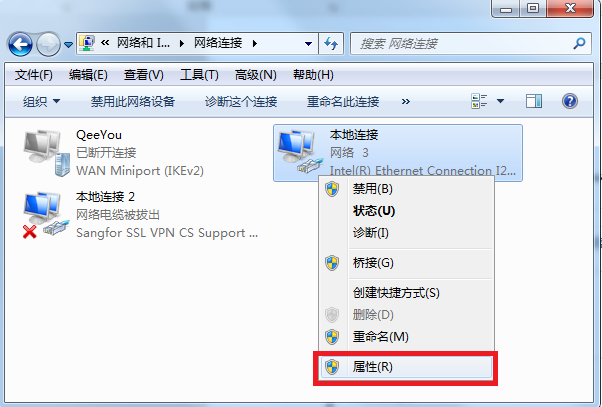 « 网络和 I... ▸ 网络连接 ▸
搜索 网络连接
文件(F) 编辑(E) 查看(V) 工具(T) 高级(N) 帮助(H)
组织 禁用此网络设备 诊断这个连接 重命名此连接 »
QeeYou
已断开连接
WAN Miniport (IKEv2)
本地连接
网络 3
Intel(R) Ethernet Connection I2...
本地连接 2
网络电缆被拔出
Sangfor SSL VPN CS Support ...
禁用(B)
状态(U)
诊断(I)
桥接(G)
创建快捷方式(S)
删除(D)
重命名(M)
属性(R)